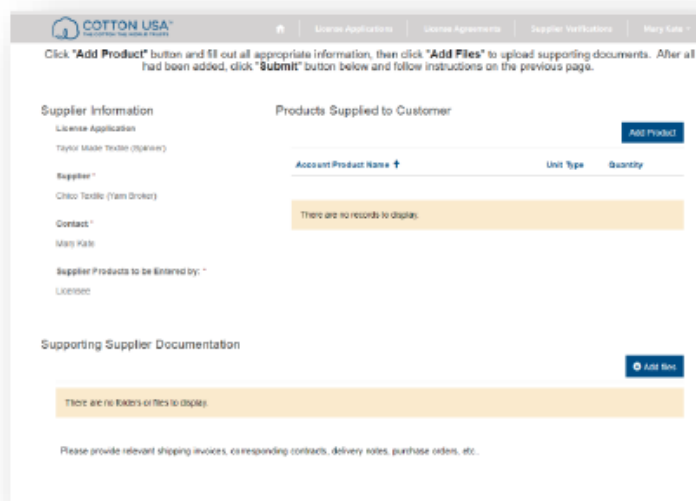 COTTON USA™
THE COTTON THE WORLD TRUSTS
License Applications
License Agreements
Supplier Verifications
Mary Kate
Click "Add Product" button and fill out all appropriate information, then click "Add Files" to upload supporting documents. After all
had been added, click "Submit" button below and follow instructions on the previous page.
Supplier Information
License Application
Taylor Made Textile (Spinner)
Supplier *
Chico Textile (Yarn Broker)
Contact *
Mary Kate
Supplier Products to be Entered by: *
Licensee
Products Supplied to Customer
Add Product
Account Product Name ↑ Unit Type Quantity
There are no records to display.
Supporting Supplier Documentation
Add files
There are no folders or files to display.
Please provide relevant shipping invoices, corresponding contracts, delivery notes, purchase orders, etc..